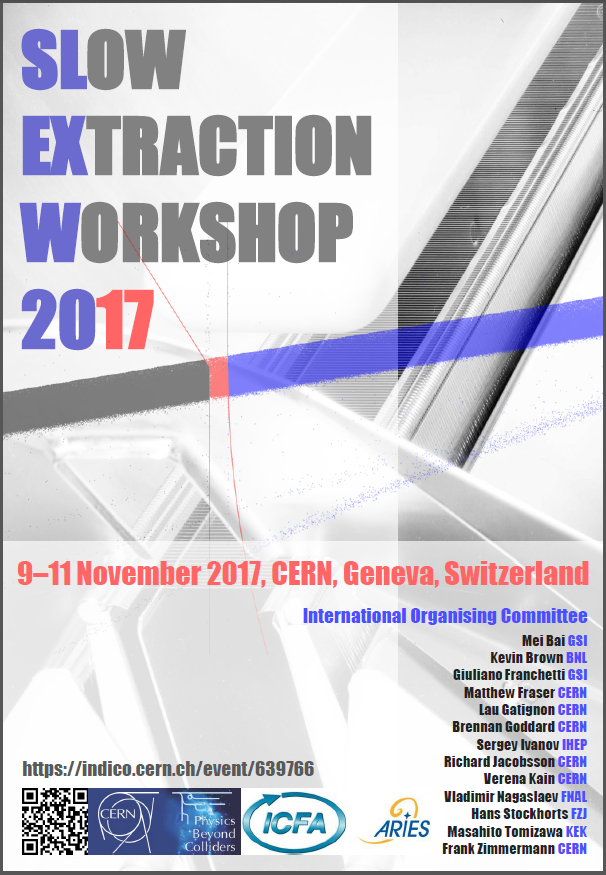 SLOW
EXTRACTION
WORKSHOP
2017
9–11 November 2017, CERN, Geneva, Switzerland
International Organising Committee
Mei Bai GSI
Kevin Brown BNL
Giuliano Franchetti GSI
Matthew Fraser CERN
Lau Gatignon CERN
Brennan Goddard CERN
Sergey Ivanov IHEP
Richard Jacobsson CERN
Verena Kain CERN
Vladimir Nagaslaev FNAL
Hans Stockhorts FZJ
Masahito Tomizawa KEK
Frank Zimmermann CERN
https://indico.cern.ch/event/639766
CERN
Physics
Beyond
Colliders
ICFA
ARIES